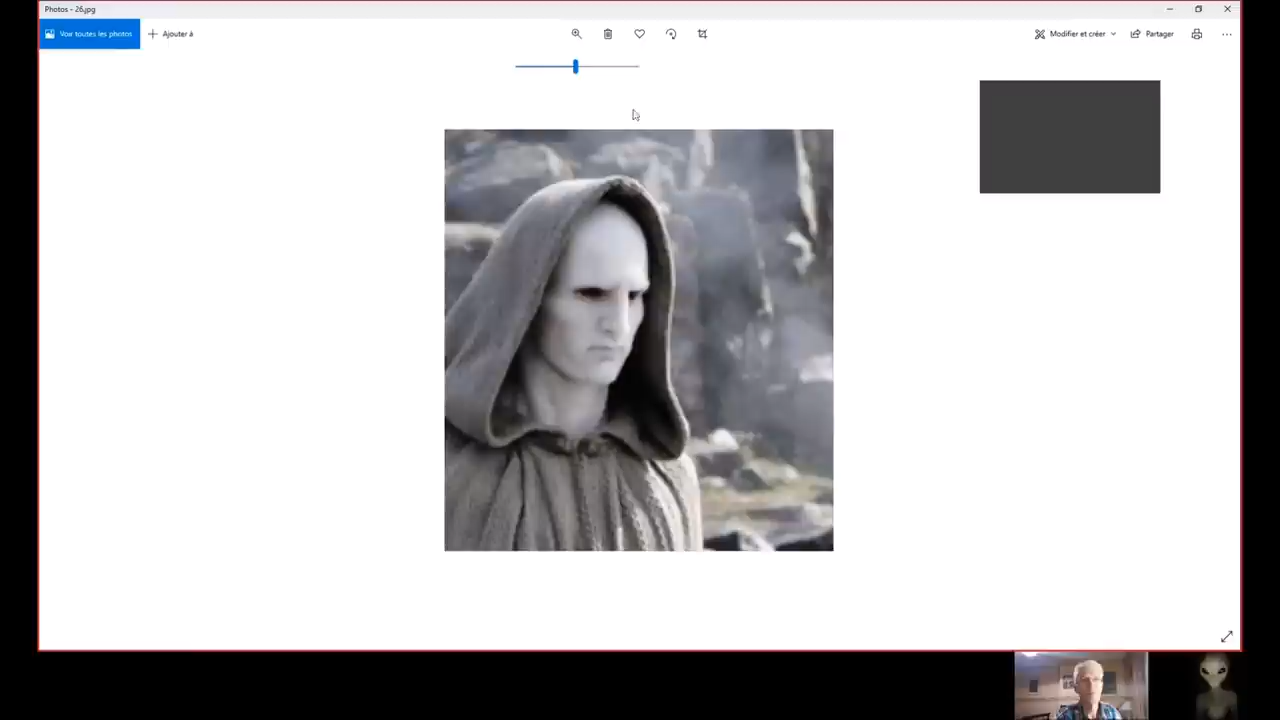 Photos - 26.jpg
Voir toutes les photos
Ajouter à
Modifier et créer
Partager